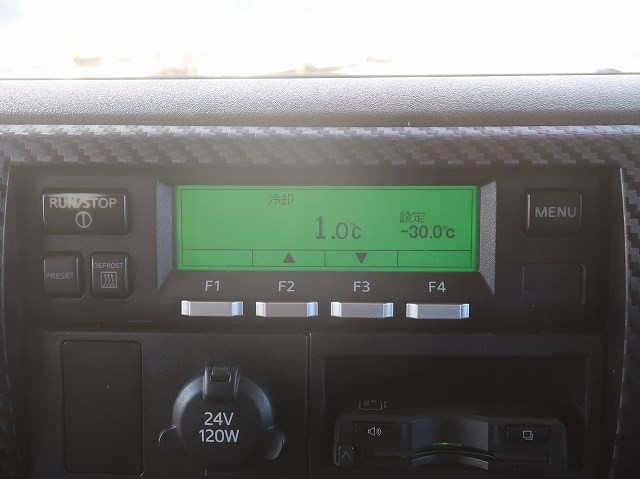 RUN/STOP
冷却
1.0℃
設定
-30.0℃
MENU
PRESET
DEFROST
▲ ▼
F1 F2 F3 F4
24V
120W